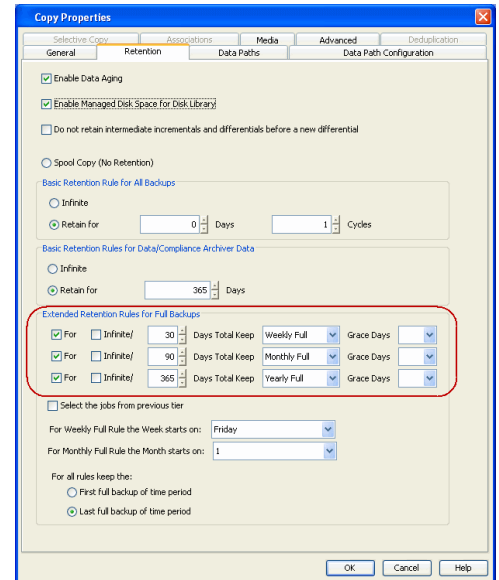 Copy Properties
Selective Copy Associations Media Advanced Deduplication
General Retention Data Paths Data Path Configuration
Enable Data Aging
Enable Managed Disk Space for Disk Library
Do not retain intermediate incrementals and differentials before a new differential
Spool Copy (No Retention)
Basic Retention Rule for All Backups
Infinite
Retain for 0 Days 1 Cycles
Basic Retention Rules for Data/Compliance Archiver Data
Infinite
Retain for 365 Days
Extended Retention Rules for Full Backups
For Infinite/ 30 Days Total Keep Weekly Full Grace Days
For Infinite/ 90 Days Total Keep Monthly Full Grace Days
For Infinite/ 365 Days Total Keep Yearly Full Grace Days
Select the jobs from previous tier
For Weekly Full Rule the Week starts on: Friday
For Monthly Full Rule the Month starts on: 1
For all rules keep the:
First full backup of time period
Last full backup of time period
OK Cancel Help